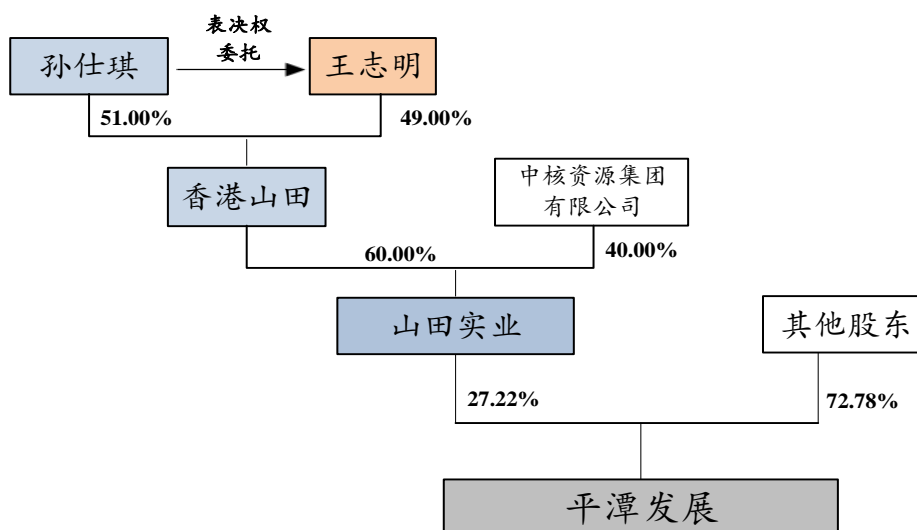 表决权
委托
孙仕琪
王志明
51.00%
49.00%
香港山田
中核资源集团
有限公司
60.00%
40.00%
山田实业
其他股东
27.22%
72.78%
平潭发展